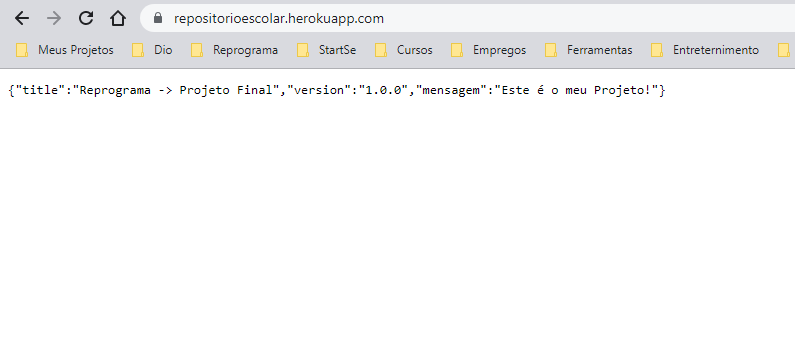 repositorioescolar.herokuapp.com
Meus Projetos Dio Reprograma StartSe Cursos Empregos Ferramentas Entreternimento
{"title":"Reprograma -> Projeto Final","version":"1.0.0","mensagem":"Este é o meu Projeto!"}